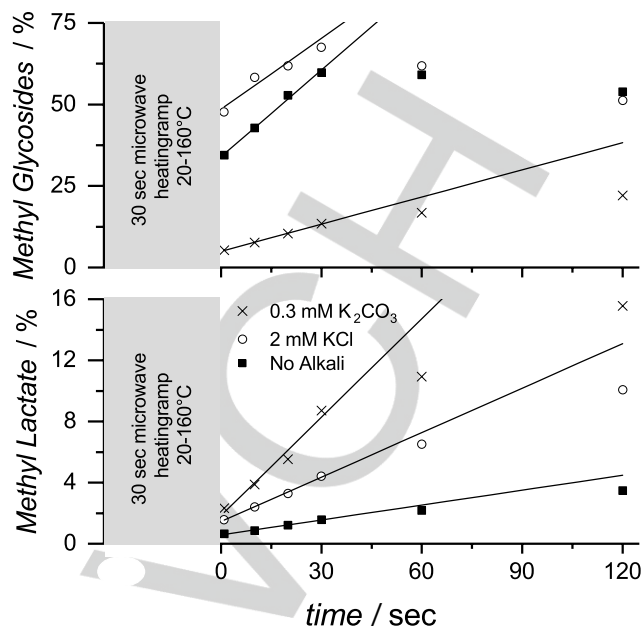 Methyl Glycosides / %
75
50
25
0
30 sec microwave
heatingramp
20-160°C
Methyl Lactate / %
16
12
8
4
0
30 sec microwave
heatingramp
20-160°C
0.3 mM K₂CO₃
2 mM KCl
No Alkali
0 30 60 90 120
time / sec